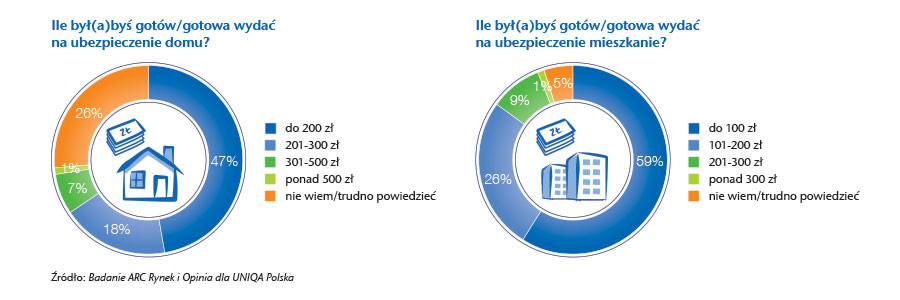 Ile był(a)byś gotów/gotowa wydać
na ubezpieczenie domu?
26%
47%
1%
7%
18%
ZŁ
do 200 zł
201-300 zł
301-500 zł
ponad 500 zł
nie wiem/trudno powiedzieć
Ile był(a)byś gotów/gotowa wydać
na ubezpieczenie mieszkanie?
5%
1%
9%
59%
26%
ZŁ
do 100 zł
101-200 zł
201-300 zł
ponad 300 zł
nie wiem/trudno powiedzieć
Źródło: Badanie ARC Rynek i Opinia dla UNIQA Polska